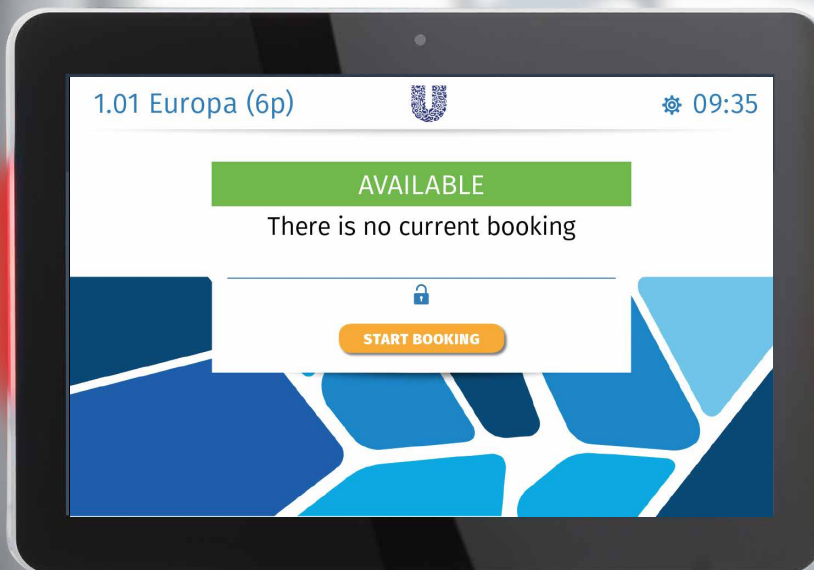 1.01 Europa (6p)
09:35
AVAILABLE
There is no current booking
START BOOKING